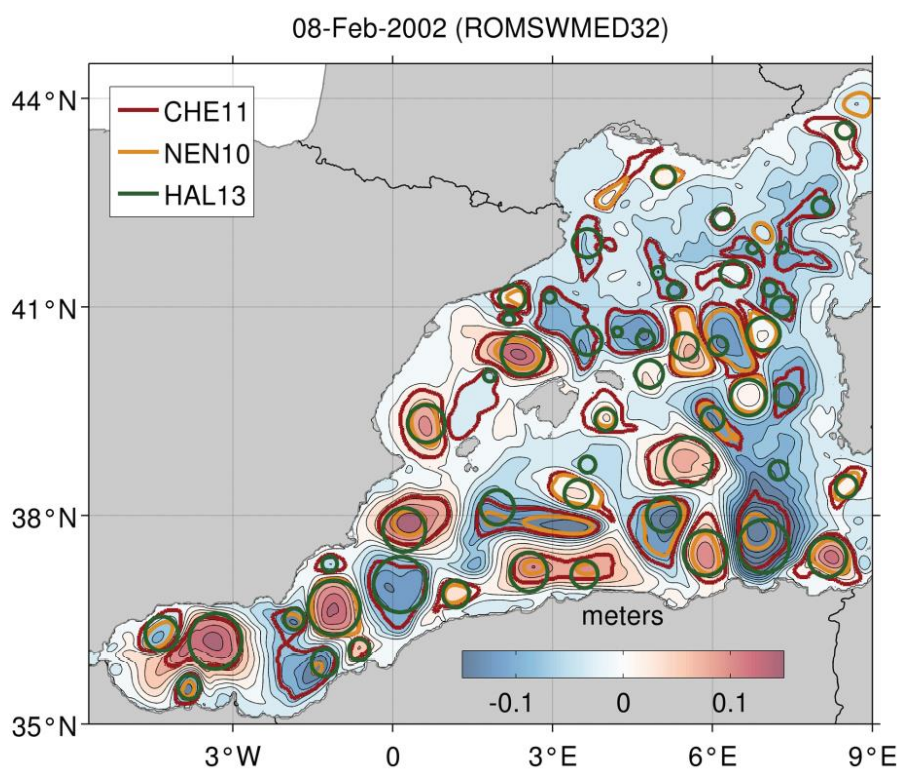 08-Feb-2002 (ROMSWMED32)
44°N
CHE11
NEN10
HAL13
41°N
38°N
meters
-0.1 0 0.1
35°N
3°W 0 3°E 6°E 9°E